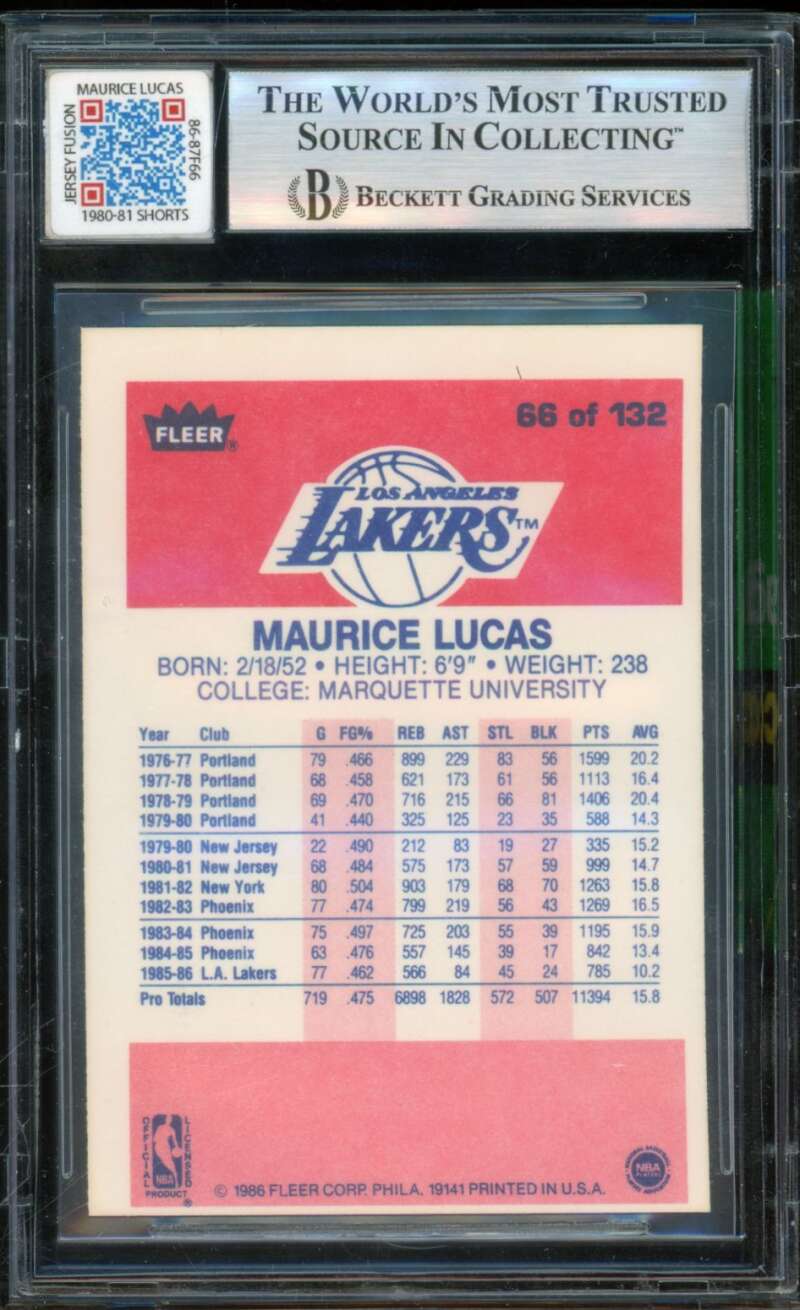 MAURICE LUCAS
JERSEY FUSION
86-87F66
1980-81 SHORTS
THE WORLD'S MOST TRUSTED
SOURCE IN COLLECTING™
B BECKETT GRADING SERVICES
66 of 132
FLEER®
LOS ANGELES
LAKERS™
MAURICE LUCAS
BORN: 2/18/52 • HEIGHT: 6'9" • WEIGHT: 238
COLLEGE: MARQUETTE UNIVERSITY
Year Club G FG% REB AST STL BLK PTS AVG
1976-77 Portland 79 .466 899 229 83 56 1599 20.2
1977-78 Portland 68 .458 621 173 61 56 1113 16.4
1978-79 Portland 69 .470 716 215 66 81 1406 20.4
1979-80 Portland 41 .440 325 125 23 35 588 14.3
1979-80 New Jersey 22 .490 212 83 19 27 335 15.2
1980-81 New Jersey 68 .484 575 173 57 59 999 14.7
1981-82 New York 80 .504 903 179 68 70 1263 15.8
1982-83 Phoenix 77 .474 799 219 56 43 1269 16.5
1983-84 Phoenix 75 .497 725 203 55 39 1195 15.9
1984-85 Phoenix 63 .476 557 145 39 17 842 13.4
1985-86 L.A. Lakers 77 .462 566 84 45 24 785 10.2
Pro Totals 719 .475 6898 1828 572 507 11394 15.8
OFFICIAL
NBA
LICENSED
PRODUCT®
© 1986 FLEER CORP. PHILA. 19141 PRINTED IN U.S.A.
NATIONAL BASKETBALL
NBA
PLAYERS